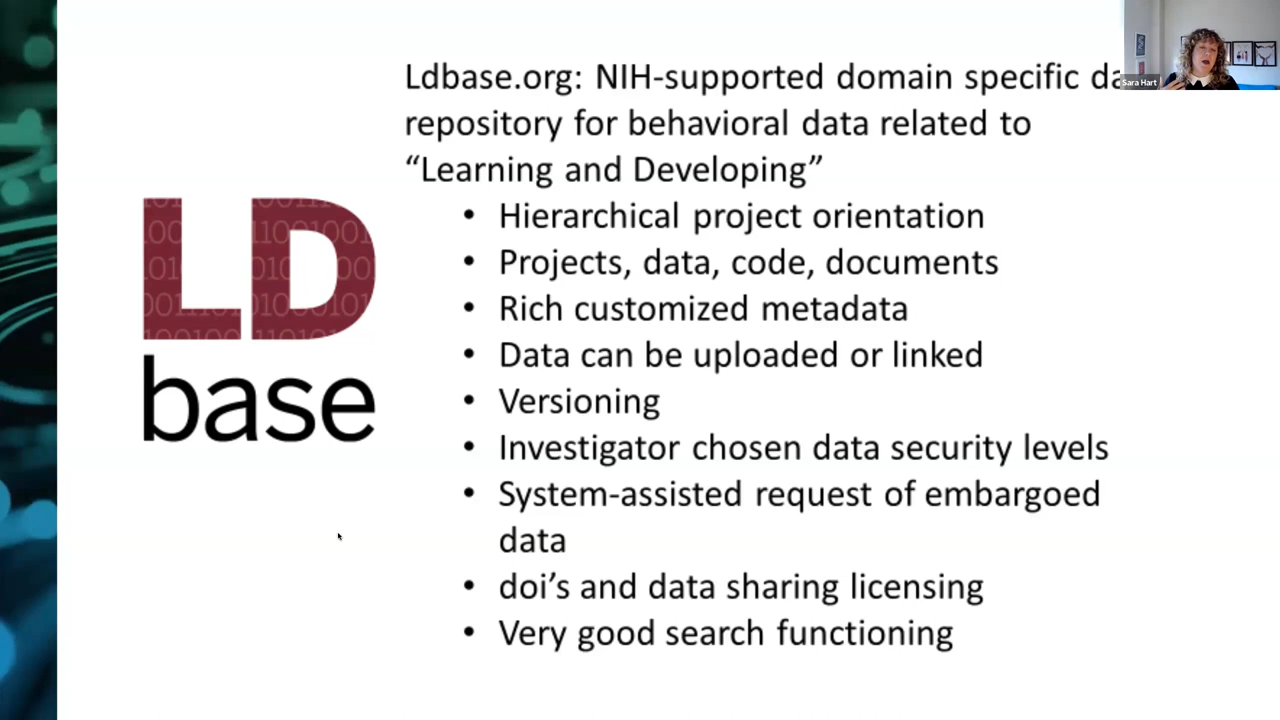 Ldbase.org: NIH-supported domain specific
Sara Hart
repository for behavioral data related to
“Learning and Developing”
• Hierarchical project orientation
• Projects, data, code, documents
• Rich customized metadata
• Data can be uploaded or linked
• Versioning
• Investigator chosen data security levels
• System-assisted request of embargoed
data
• doi’s and data sharing licensing
• Very good search functioning
LD
base